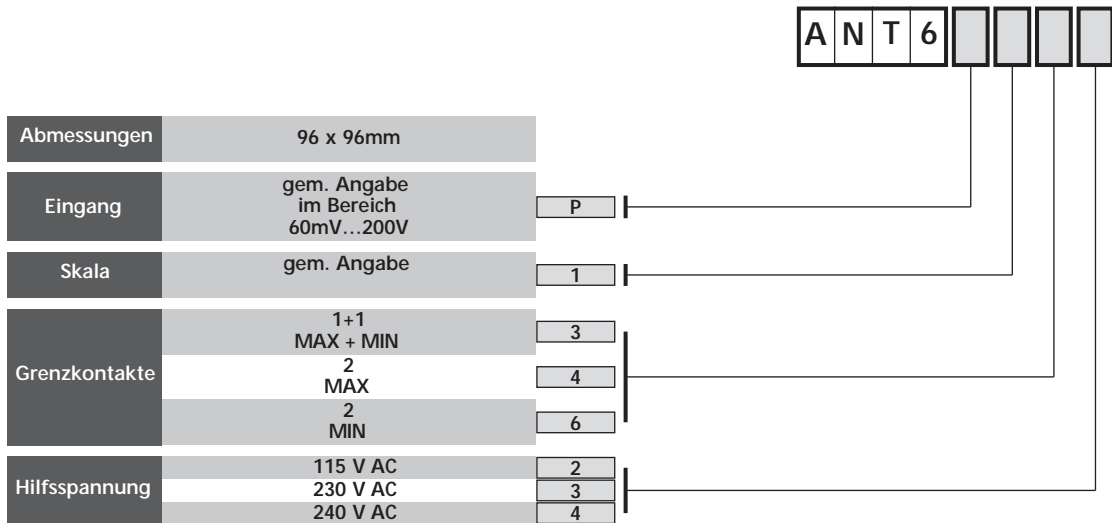 A N T 6
Abmessungen 96 x 96mm
Eingang
gem. Angabe
im Bereich
60mV...200V
P
Skala gem. Angabe 1
Grenzkontakte
1+1
MAX + MIN
3
2
MAX
4
2
MIN
6
Hilfsspannung
115 V AC 2
230 V AC 3
240 V AC 4